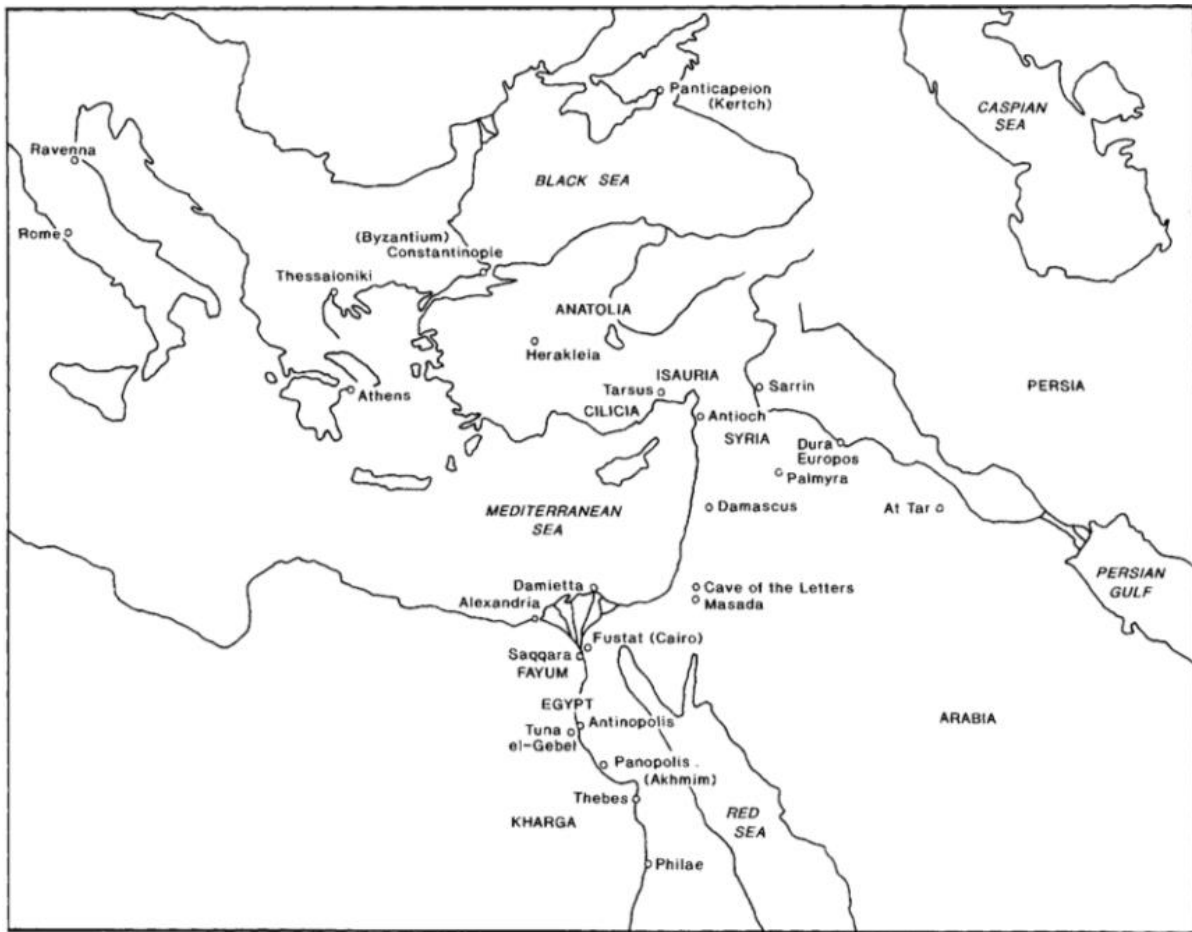 Panticapeion
(Kertch)
CASPIAN
SEA
Ravenna
BLACK SEA
Rome
(Byzantium)
Constantinople
Thessaloniki
ANATOLIA
Herakleia
ISAURIA
Tarsus
Sarrin
PERSIA
Athens
CILICIA
Antioch
SYRIA
Dura
Europos
Palmyra
MEDITERRANEAN
SEA
Damascus
At Tar
Damietta
Cave of the Letters
Alexandria
Masada
PERSIAN
GULF
Fustat (Cairo)
Saqqara
FAYUM
EGYPT
Antinopolis
ARABIA
Tuna
el-Gebel
Panopolis.
(Akhmim)
Thebes
KHARGA
RED
SEA
Philae